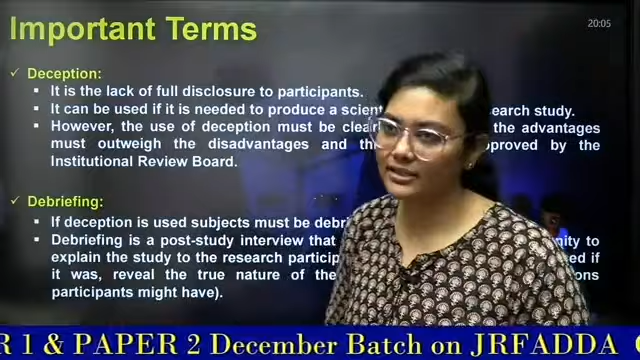 Important Terms
20:05
Deception:
It is the lack of full disclosure to participants.
It can be used if it is needed to produce a scient search study.
However, the use of deception must be clear the advantages
must outweigh the disadvantages and th pproved by the
Institutional Review Board.
Debriefing:
If deception is used subjects must be debri
Debriefing is a post-study interview that nity to
explain the study to the research particip ed if
it was, reveal the true nature of the ions
participants might have).
R 1 & PAPER 2 December Batch on JRFADDA